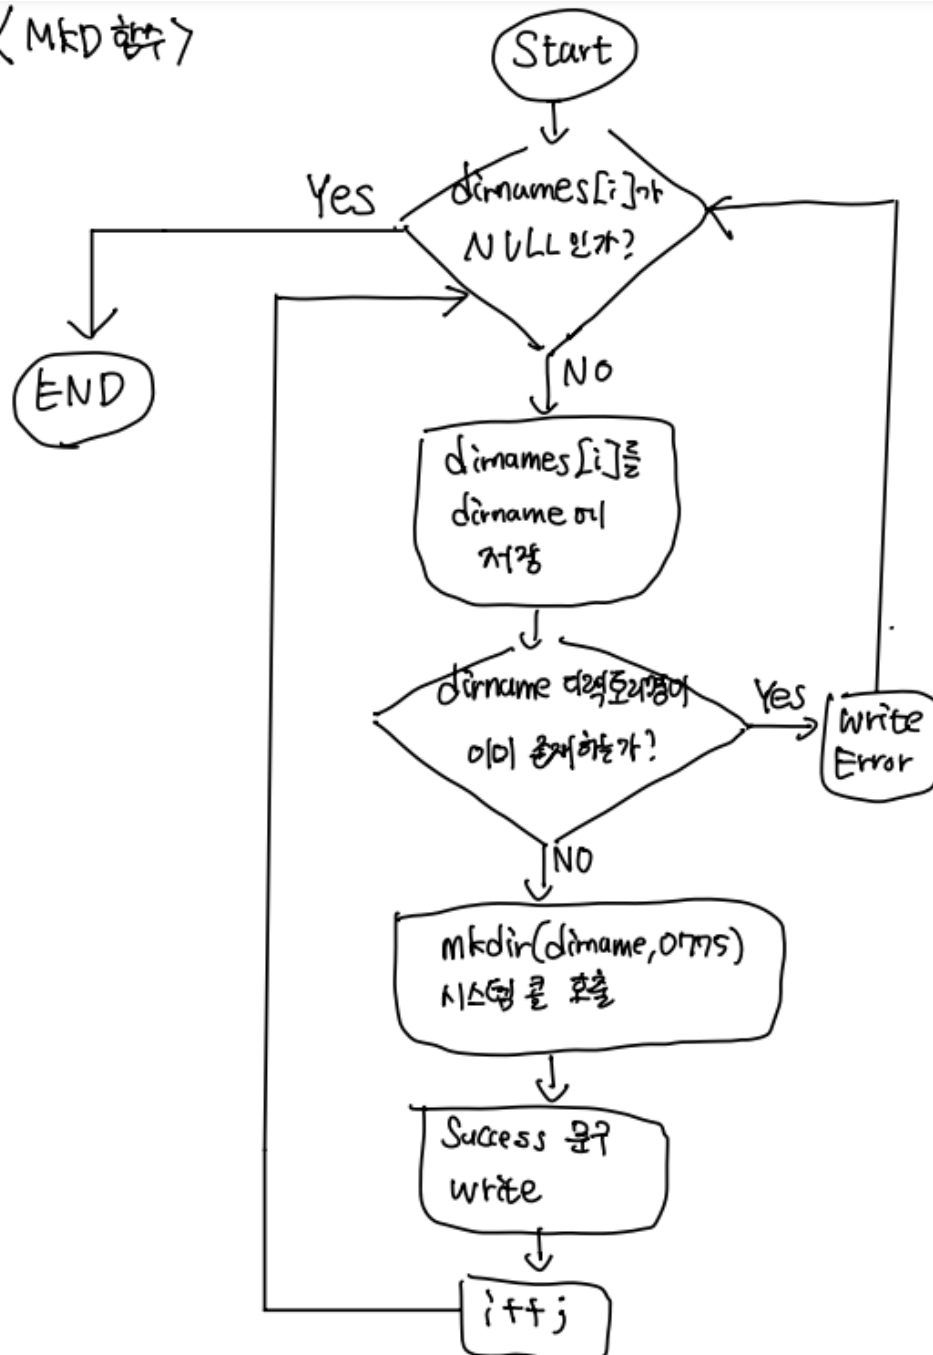 <MKD 함수>
Start
dirnames[i]가
NULL인가?
Yes
END
NO
dirnames[i]를
dirname에
저장
dirname 디렉토리명이
이미 존재하는가?
Yes
write
Error
NO
mkdir(dirname,0775)
시스템 콜 호출
Success 문구
write
i++;